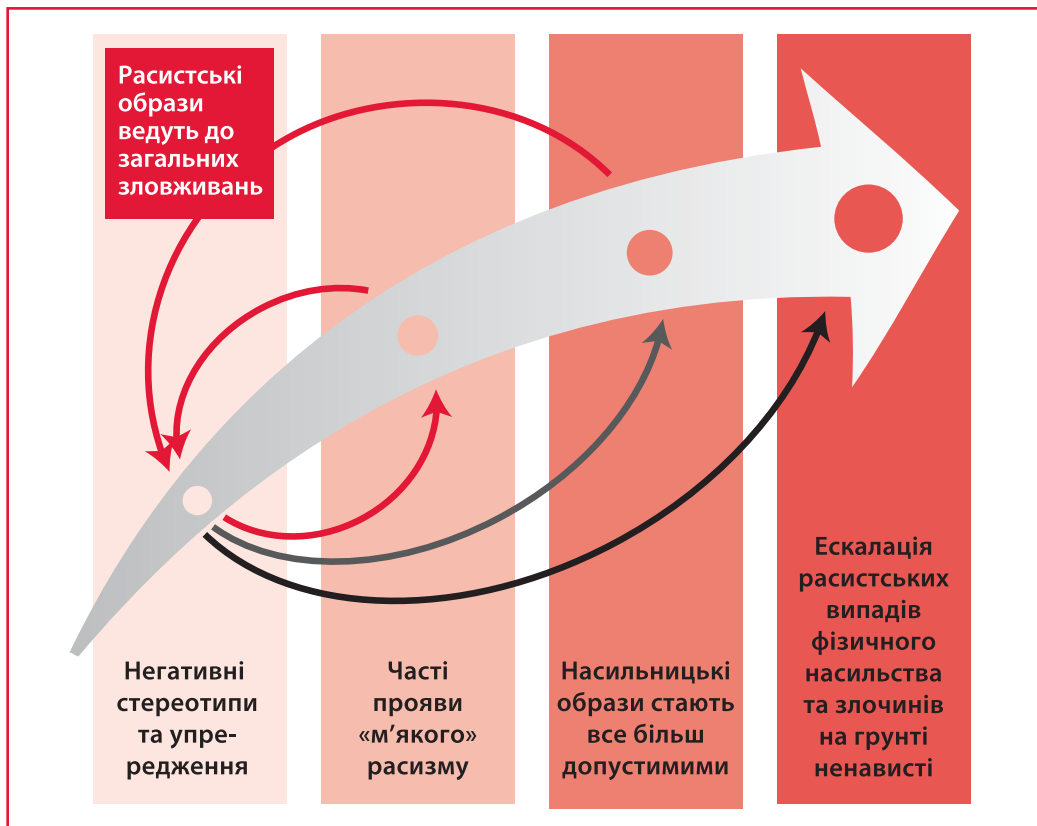 Расистські
образи
ведуть до
загальних
зловживань
Негативні
стереотипи
та упре-
редження
Часті
прояви
«м’якого»
расизму
Насильницькі
образи стають
все більш
допустимими
Ескалація
расистських
випадів
фізичного
насильства
та злочинів
на грунті
ненависті